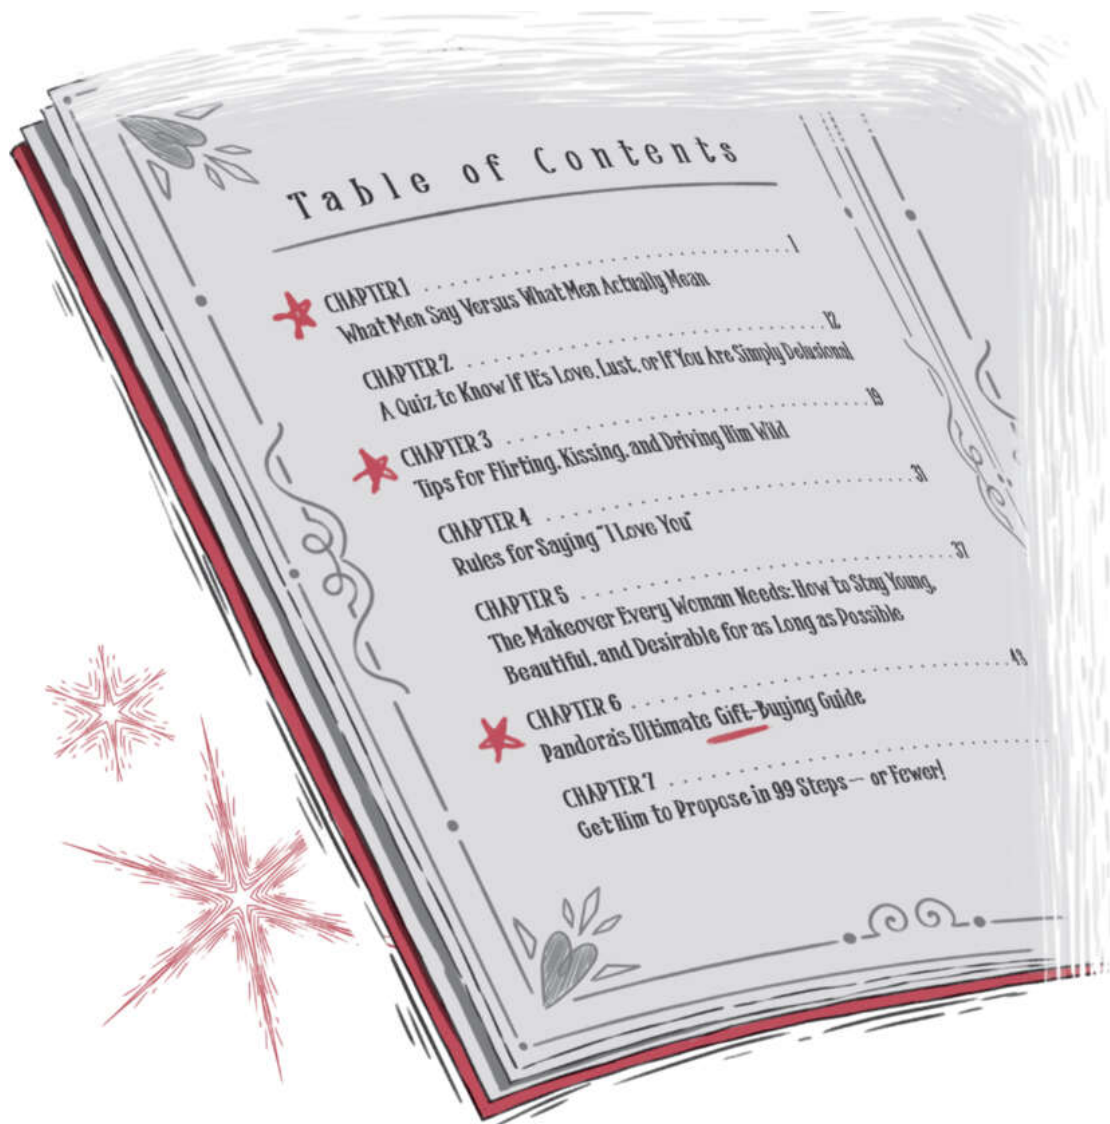 Table of Contents
CHAPTER 1 . . . . . . . . . . . . . . . . . . . . . . . . . . . . . . 1
What Men Say Versus What Men Actually Mean
CHAPTER 2 . . . . . . . . . . . . . . . . . . . . . . . . . . . . . . 12
A Quiz to Know If It's Love, Lust, or If You Are Simply Delusional
CHAPTER 3 . . . . . . . . . . . . . . . . . . . . . . . . . . . . . . 19
Tips for Flirting, Kissing, and Driving Him Wild
CHAPTER 4 . . . . . . . . . . . . . . . . . . . . . . . . . . . . . . 31
Rules for Saying "I Love You"
CHAPTER 5 . . . . . . . . . . . . . . . . . . . . . . . . . . . . . . 37
The Makeover Every Woman Needs: How to Stay Young,
Beautiful, and Desirable for as Long as Possible
CHAPTER 6 . . . . . . . . . . . . . . . . . . . . . . . . . . . . . . 43
Pandora's Ultimate Gift-Buying Guide
CHAPTER 7 . . . . . . . . . . . . . . . . . . . . . . . . . . . . . .
Get Him to Propose in 99 Steps — or Fewer!